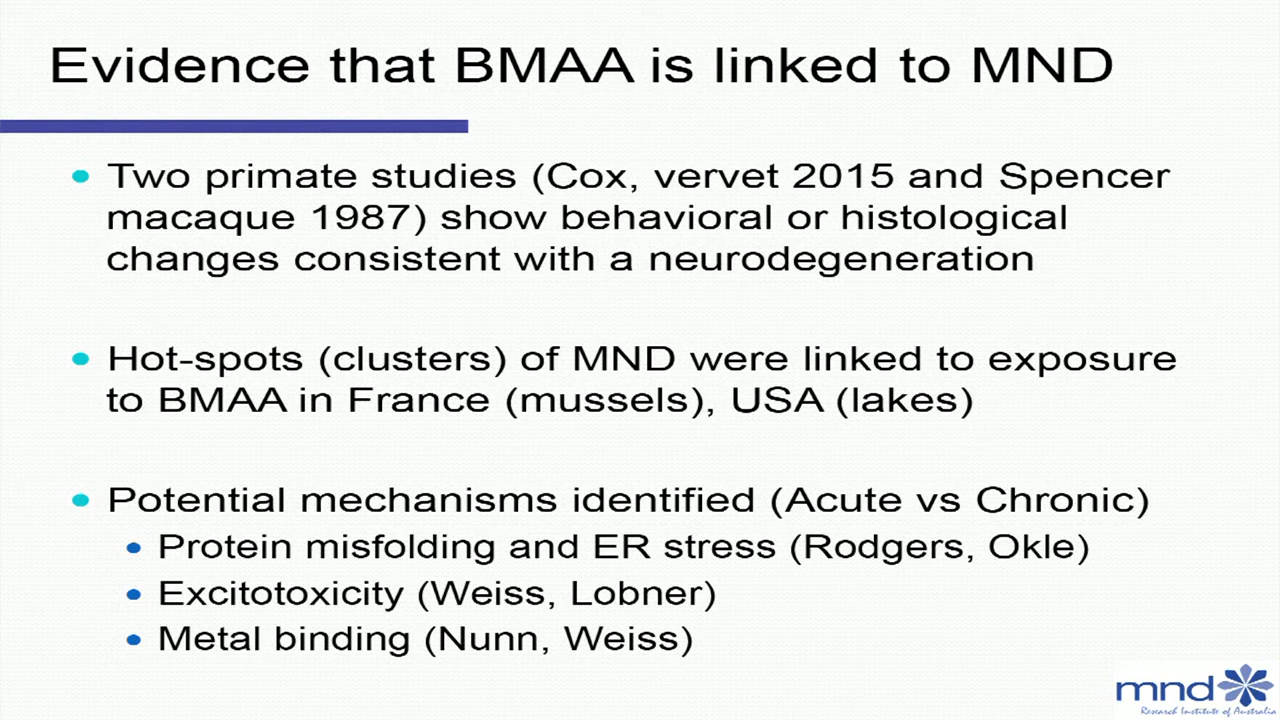 Evidence that BMAA is linked to MND
• Two primate studies (Cox, vervet 2015 and Spencer
macaque 1987) show behavioral or histological
changes consistent with a neurodegeneration
• Hot-spots (clusters) of MND were linked to exposure
to BMAA in France (mussels), USA (lakes)
• Potential mechanisms identified (Acute vs Chronic)
• Protein misfolding and ER stress (Rodgers, Okle)
• Excitotoxicity (Weiss, Lobner)
• Metal binding (Nunn, Weiss)
mnd
Research Institute of Australia